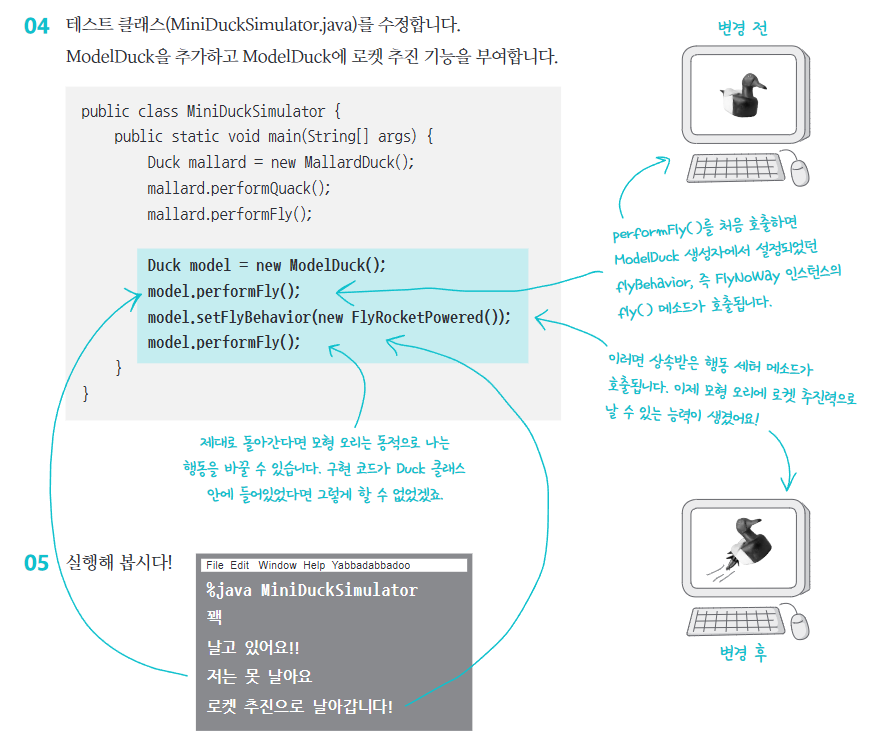 04 테스트 클래스(MiniDuckSimulator.java)를 수정합니다.
ModelDuck을 추가하고 ModelDuck에 로켓 추진 기능을 부여합니다.
변경 전
public class MiniDuckSimulator {
public static void main(String[] args) {
Duck mallard = new MallardDuck();
mallard.performQuack();
mallard.performFly();
Duck model = new ModelDuck();
model.performFly();
model.setFlyBehavior(new FlyRocketPowered());
model.performFly();
}
}
performFly()를 처음 호출하면
ModelDuck 생성자에서 설정되었던
flyBehavior, 즉 FlyNoWay 인스턴스의
fly() 메소드가 호출됩니다.
이러면 상속받은 행동 세터 메소드가
호출됩니다. 이제 모형 오리에 로켓 추진력으로
날 수 있는 능력이 생겼어요!
제대로 돌아간다면 모형 오리는 동적으로 나는
행동을 바꿀 수 있습니다. 구현 코드가 Duck 클래스
안에 들어있었다면 그렇게 할 수 없었겠죠.
05 실행해 봅시다!
File Edit Window Help Yabbadabbadoo
%java MiniDuckSimulator
꽥
날고 있어요!!
저는 못 날아요
로켓 추진으로 날아갑니다!
변경 후